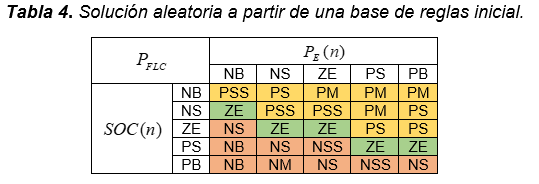 Tabla 4. Solución aleatoria a partir de una base de reglas inicial.
P_FLC P_E(n)
NB NS ZE PS PB
SOC(n) NB PSS PS PM PM PM
NS ZE PSS PSS PM PS
ZE NS ZE ZE PS PS
PS NB NS NSS ZE ZE
PB NB NM NS NSS NS